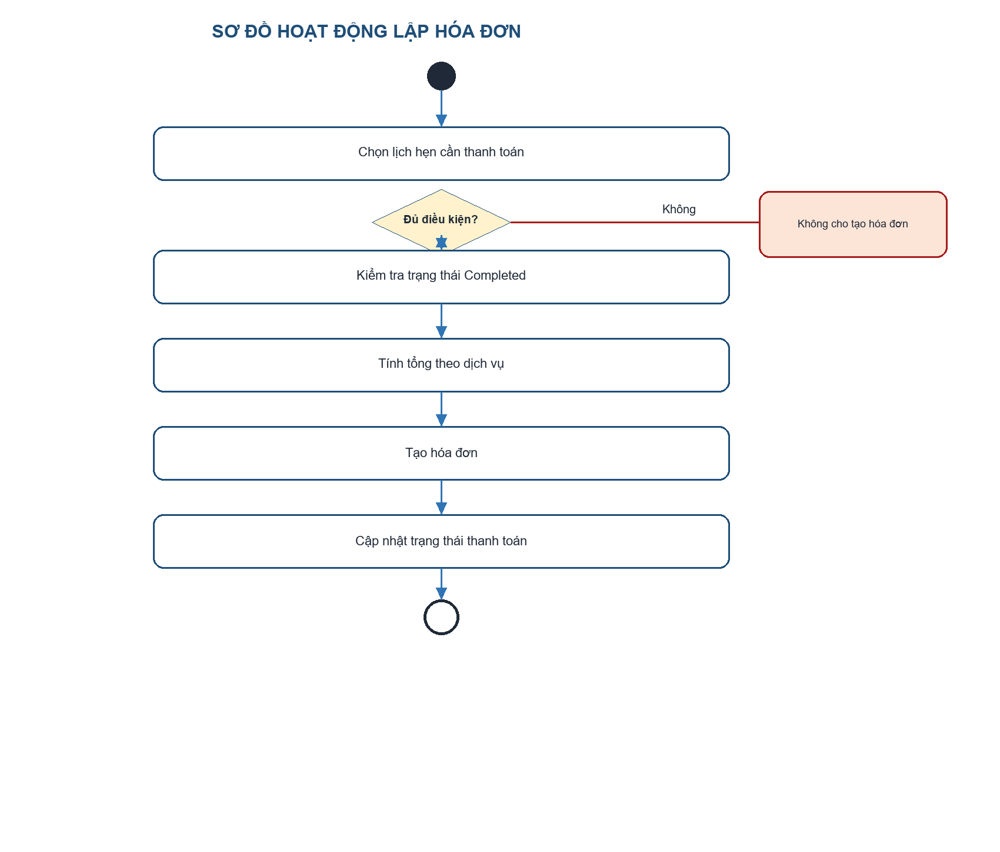 SƠ ĐỒ HOẠT ĐỘNG LẬP HÓA ĐƠN
Chọn lịch hẹn cần thanh toán
Đủ điều kiện?
Không
Không cho tạo hóa đơn
Kiểm tra trạng thái Completed
Tính tổng theo dịch vụ
Tạo hóa đơn
Cập nhật trạng thái thanh toán